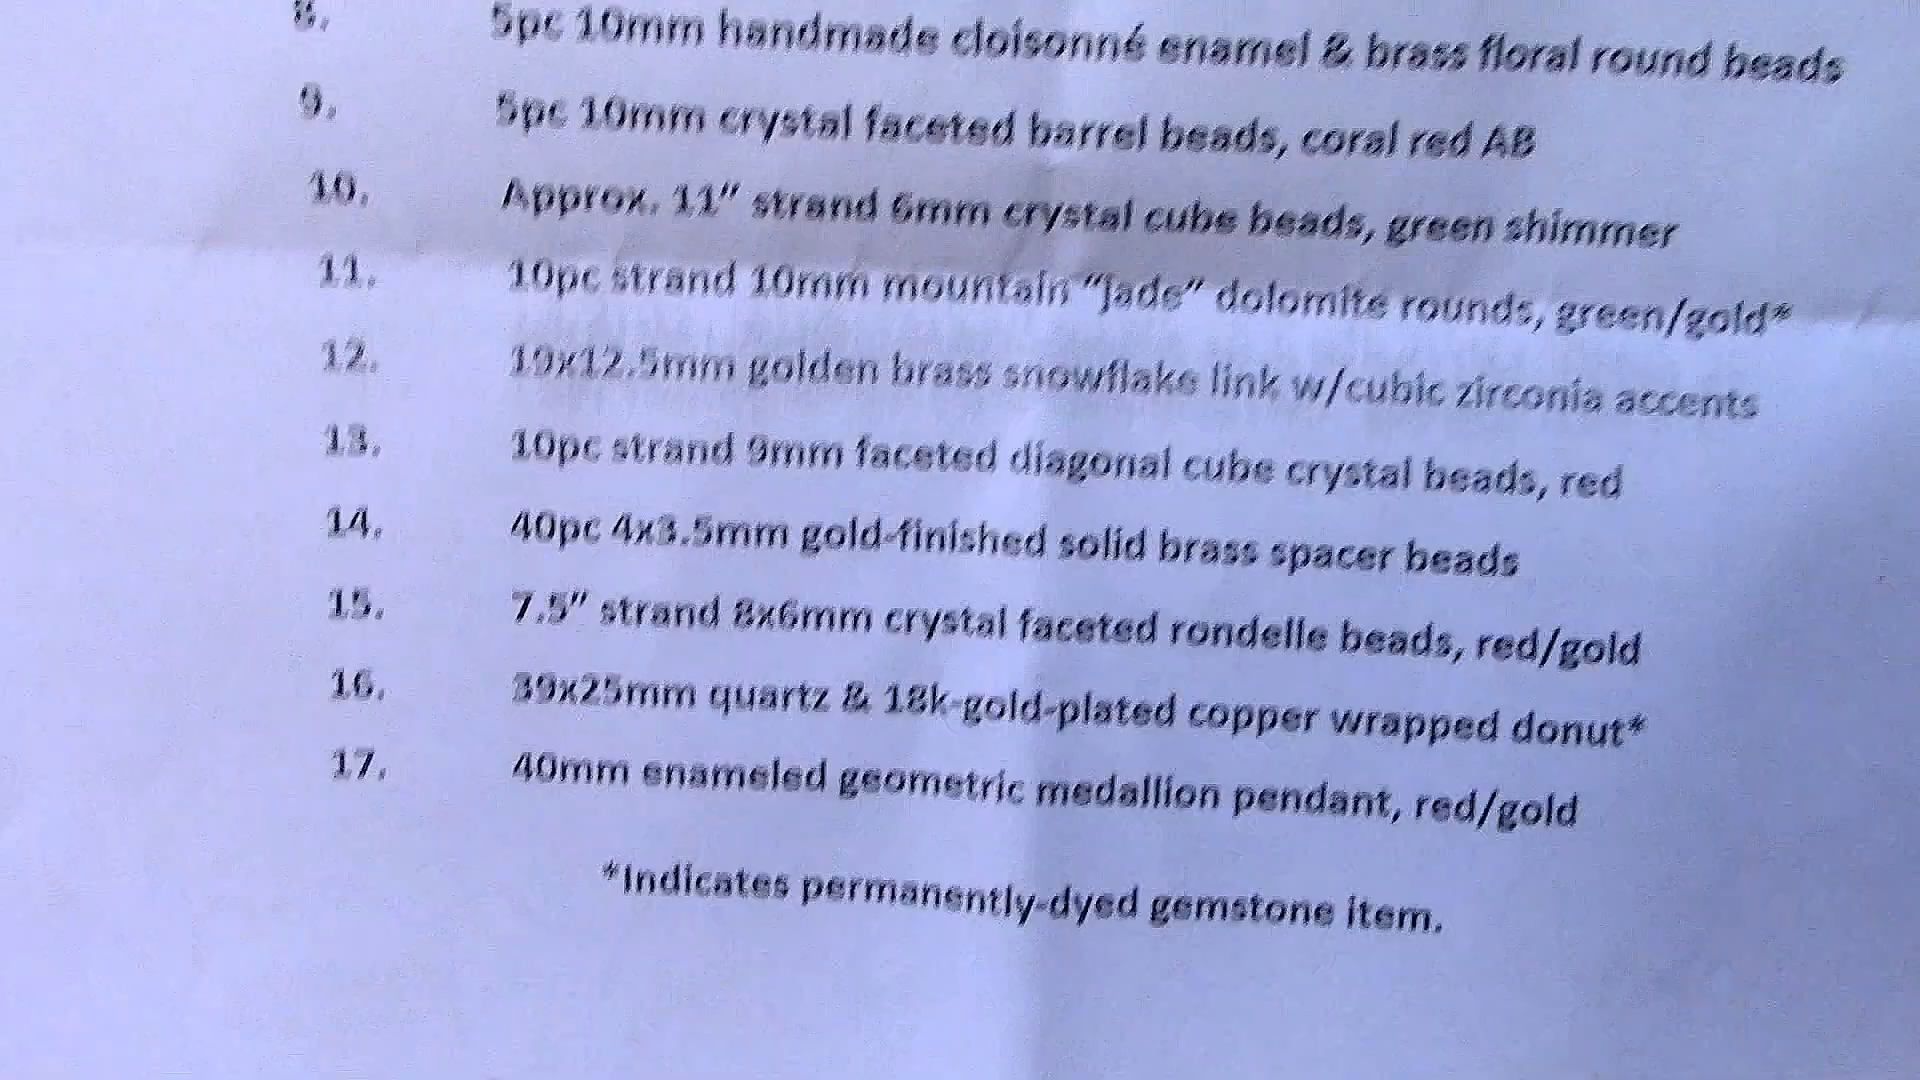 8. 5pc 10mm handmade cloisonné enamel & brass floral round beads
9. 5pc 10mm crystal faceted barrel beads, coral red AB
10. Approx. 11” strand 6mm crystal cube beads, green shimmer
11. 10pc strand 10mm mountain “jade” dolomite rounds, green/gold*
12. 19x12.5mm golden brass snowflake link w/cubic zirconia accents
13. 10pc strand 9mm faceted diagonal cube crystal beads, red
14. 40pc 4x3.5mm gold-finished solid brass spacer beads
15. 7.5” strand 8x6mm crystal faceted rondelle beads, red/gold
16. 39x25mm quartz & 18k-gold-plated copper wrapped donut*
17. 40mm enameled geometric medallion pendant, red/gold
*Indicates permanently-dyed gemstone item.